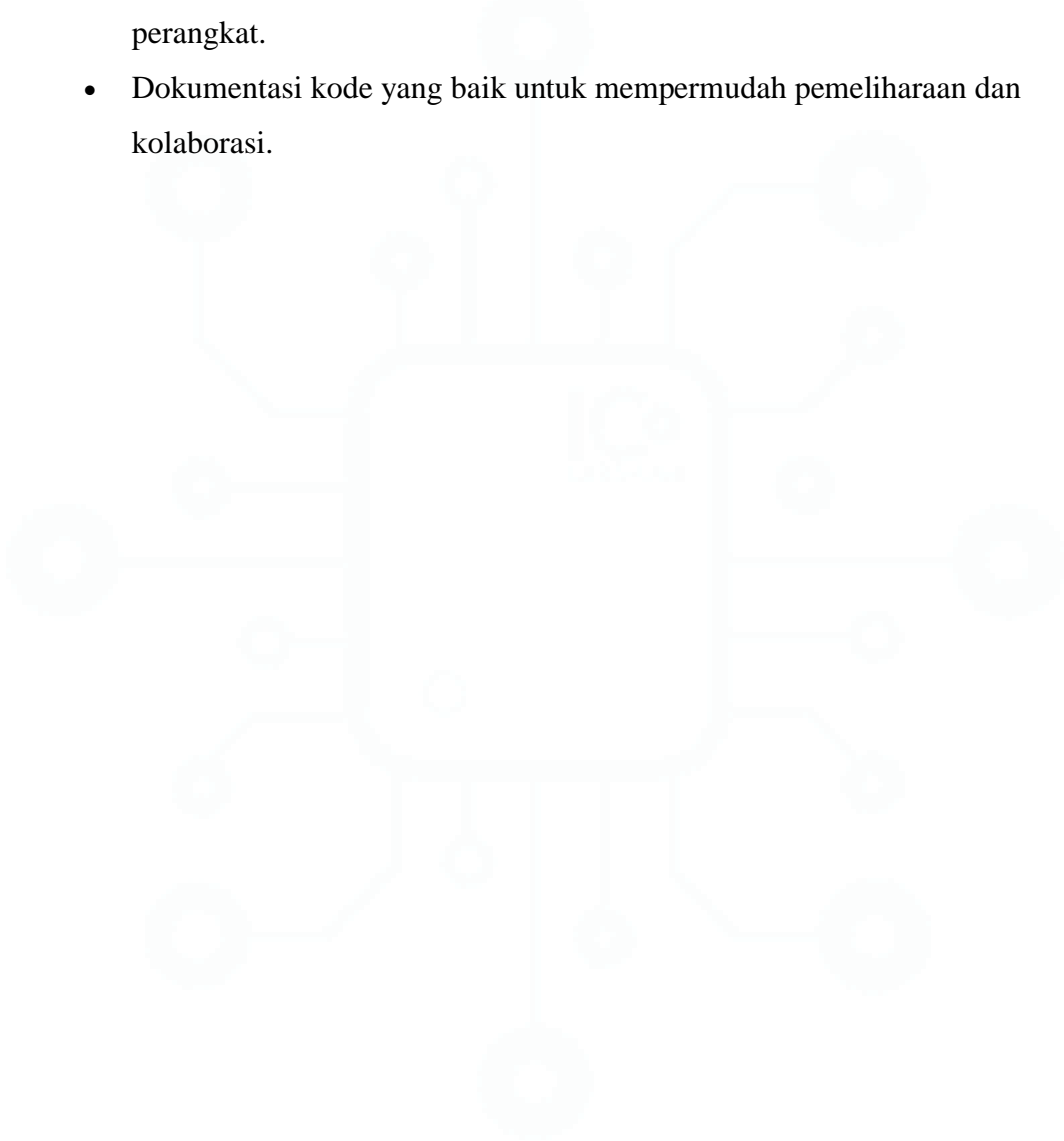 perangkat.
• Dokumentasi kode yang baik untuk mempermudah pemeliharaan dan
kolaborasi.